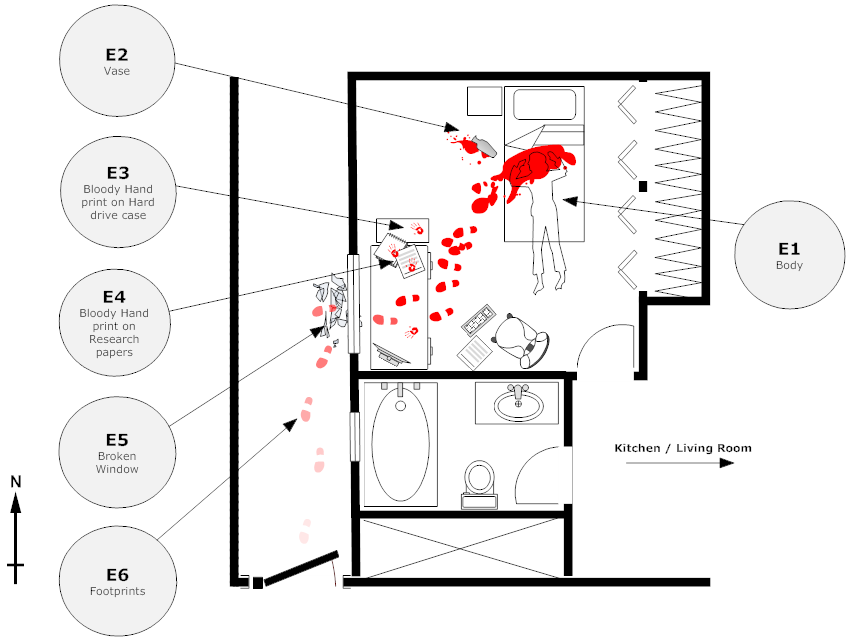 E2
Vase
E3
Bloody Hand
print on Hard
drive case
E4
Bloody Hand
print on
Research
papers
E5
Broken
Window
E6
Footprints
E1
Body
Kitchen / Living Room
N